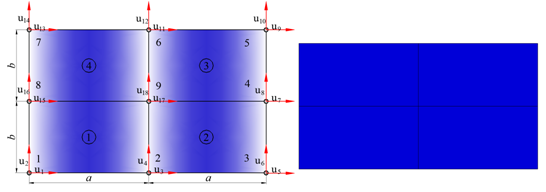 u14 u12 u10
u13 u11 u9
7 6 5
b ④ ③
u16 8 u18 9 4 u8
u15 u17 u7
b ① ②
u2 1 u4 2 3 u6
u1 u3 u5
a a